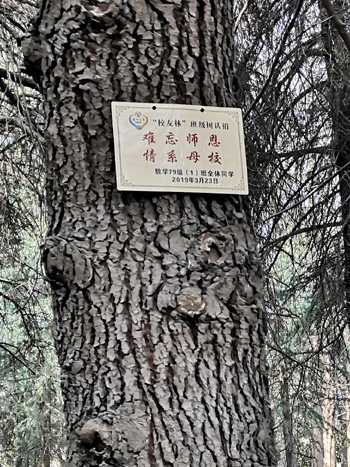 "校友林"班级树认捐
难忘师恩
情系母校
数学79级(1)班全体同学
2019年3月23日